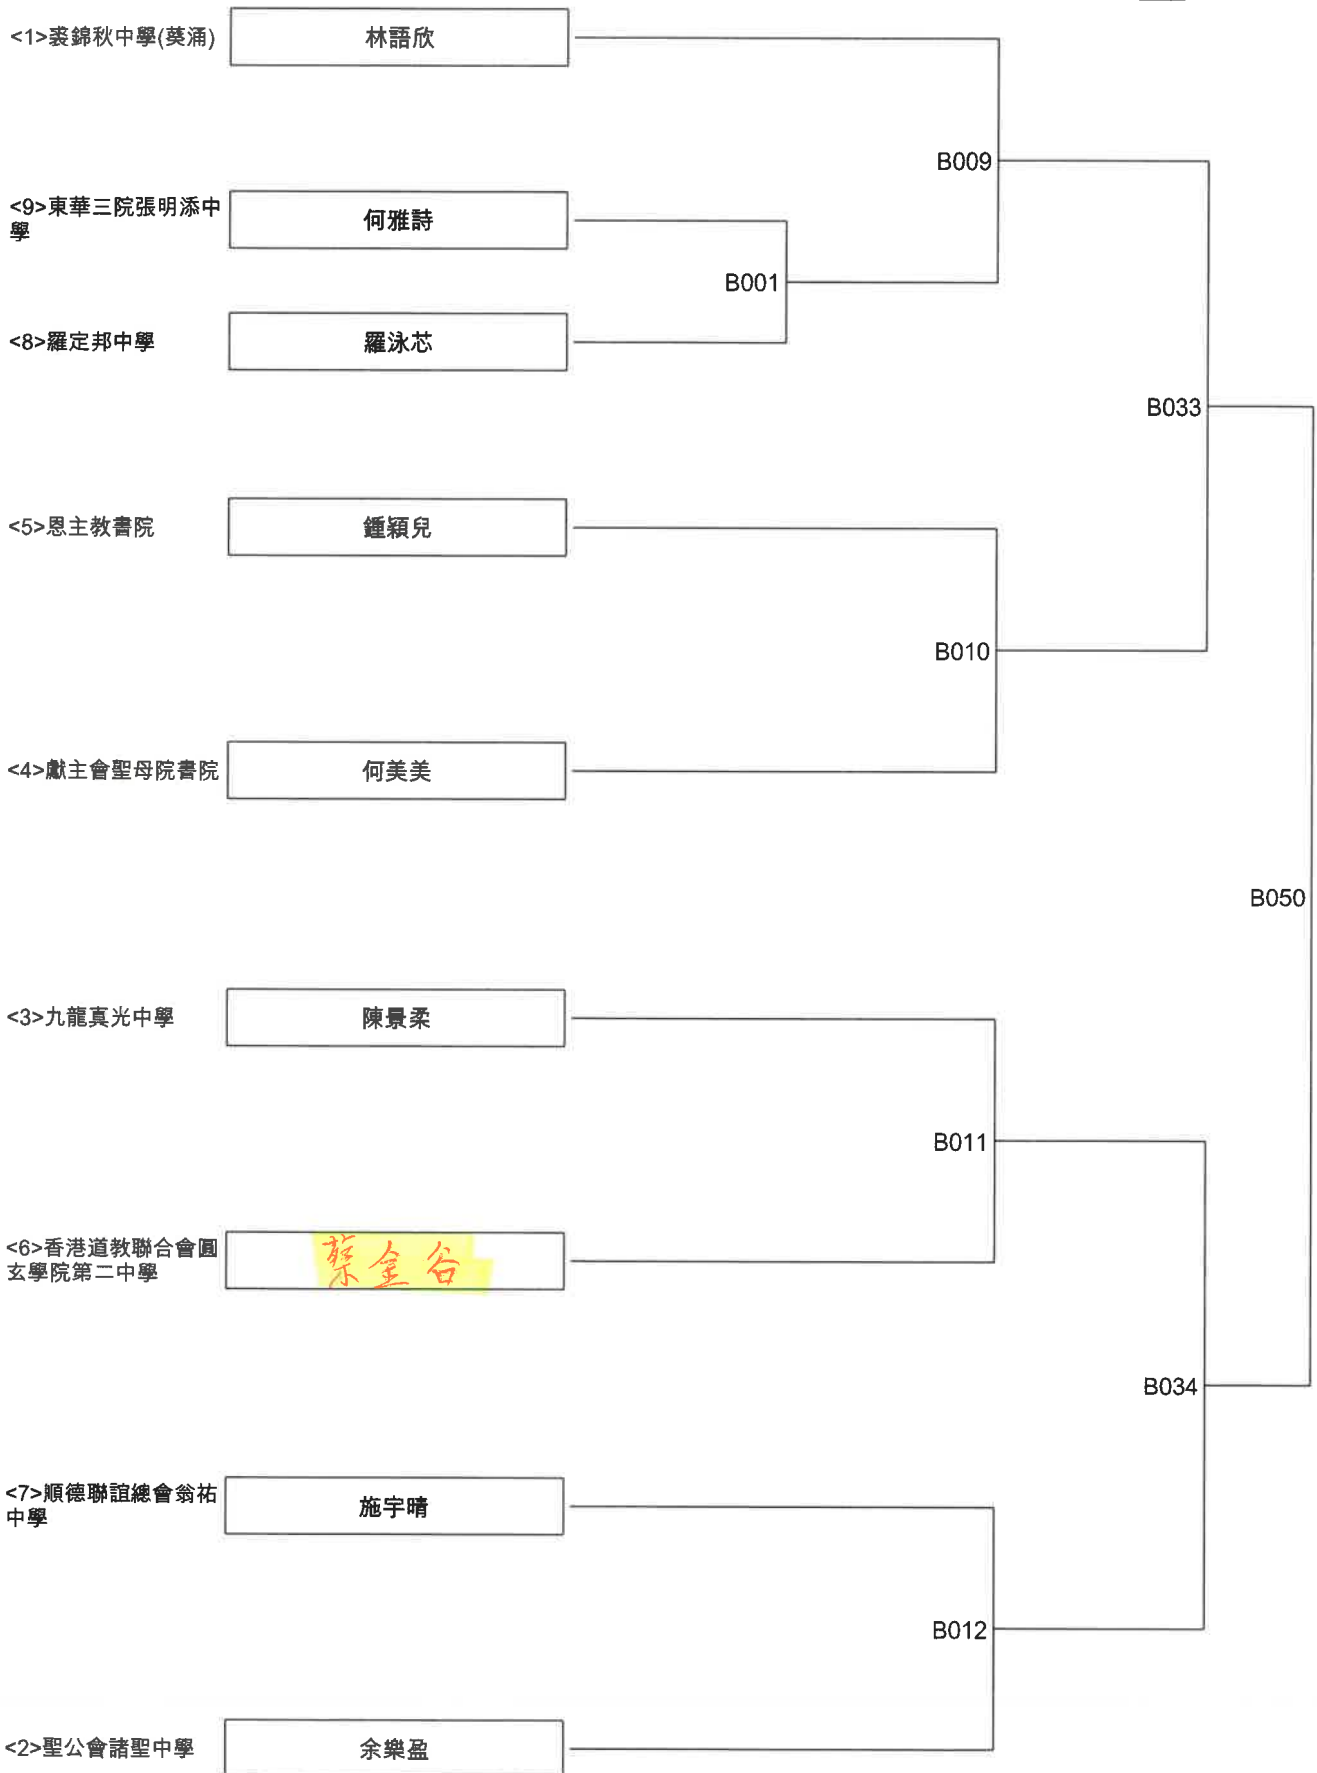 <1>裘錦秋中學(葵涌)
林語欣
B009
<9>東華三院張明添中
學
何雅詩
B001
<8>羅定邦中學
羅泳芯
B033
<5>恩主教書院
鍾穎兒
B010
<4>獻主會聖母院書院
何美美
B050
<3>九龍真光中學
陳景柔
B011
<6>香港道教聯合會圓
玄學院第二中學
蔡金谷
B034
<7>順德聯誼總會翁祐
中學
施宇晴
B012
<2>聖公會諸聖中學
余樂盈